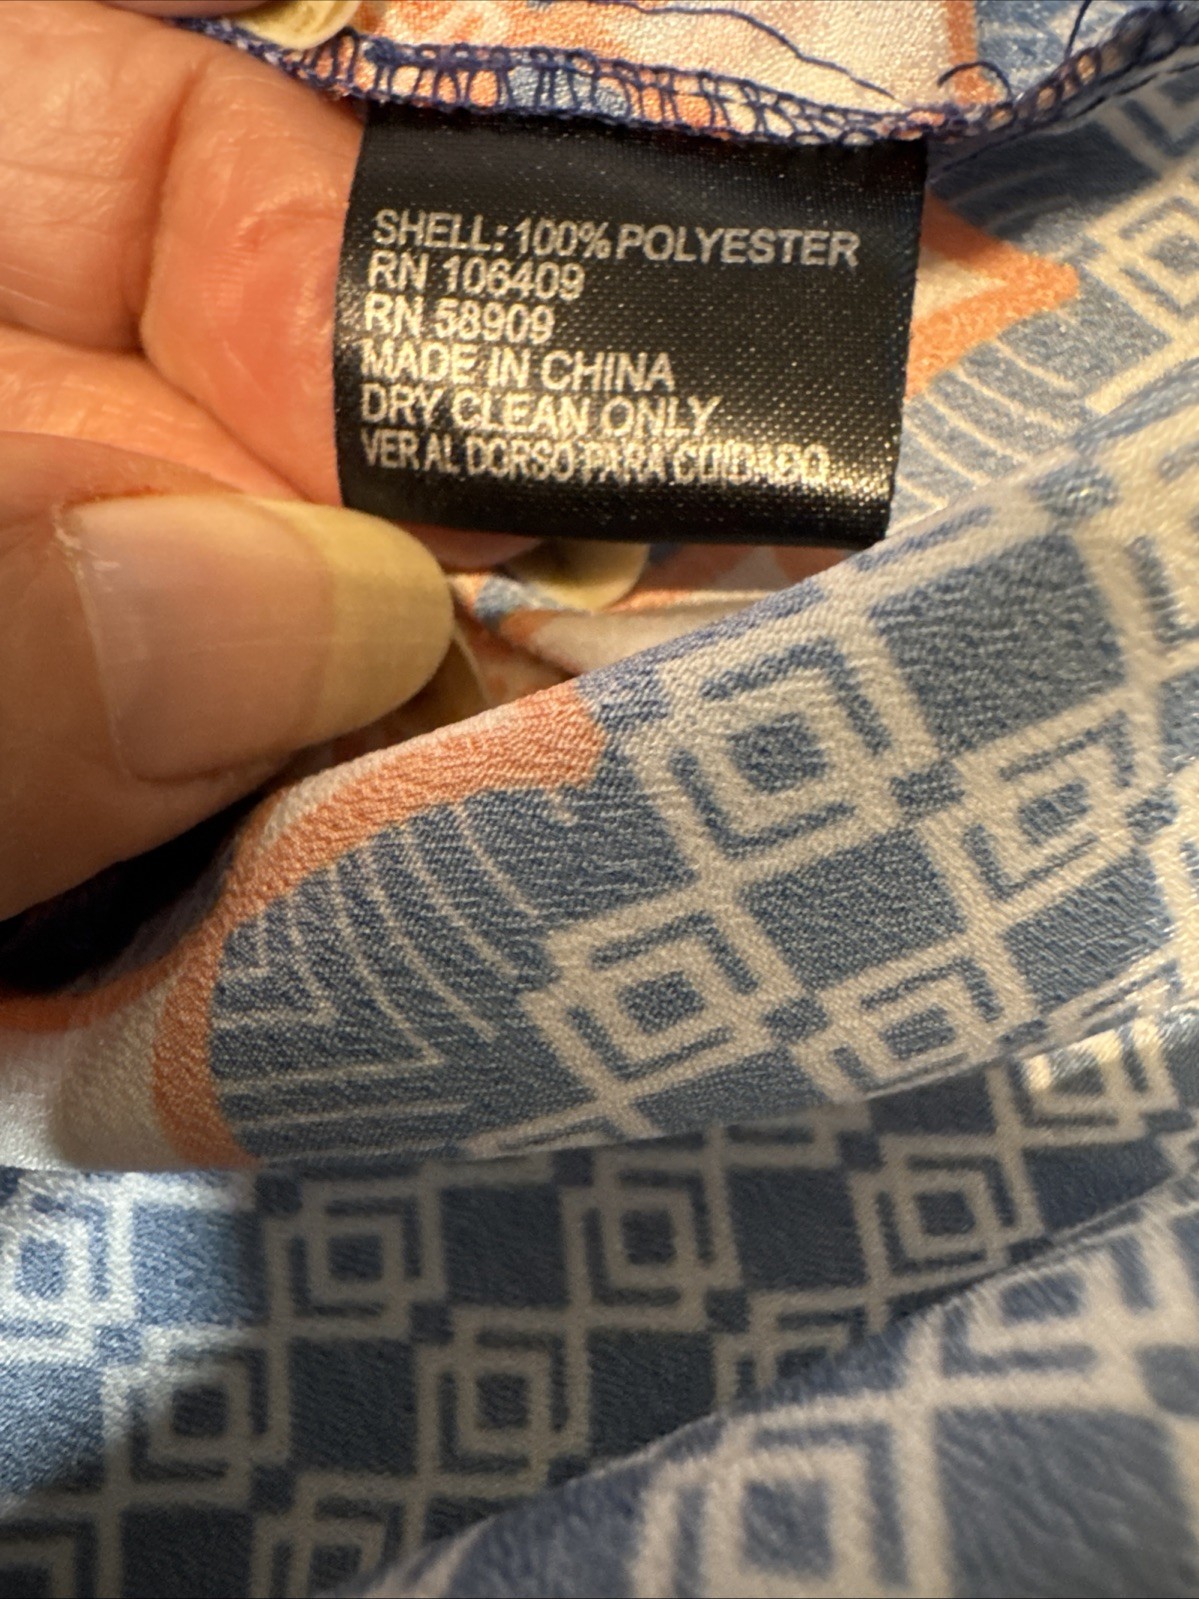 SHELL: 100% POLYESTER
RN 106409
RN 58909
MADE IN CHINA
DRY CLEAN ONLY
VER AL DORSO PARA CUIDADO